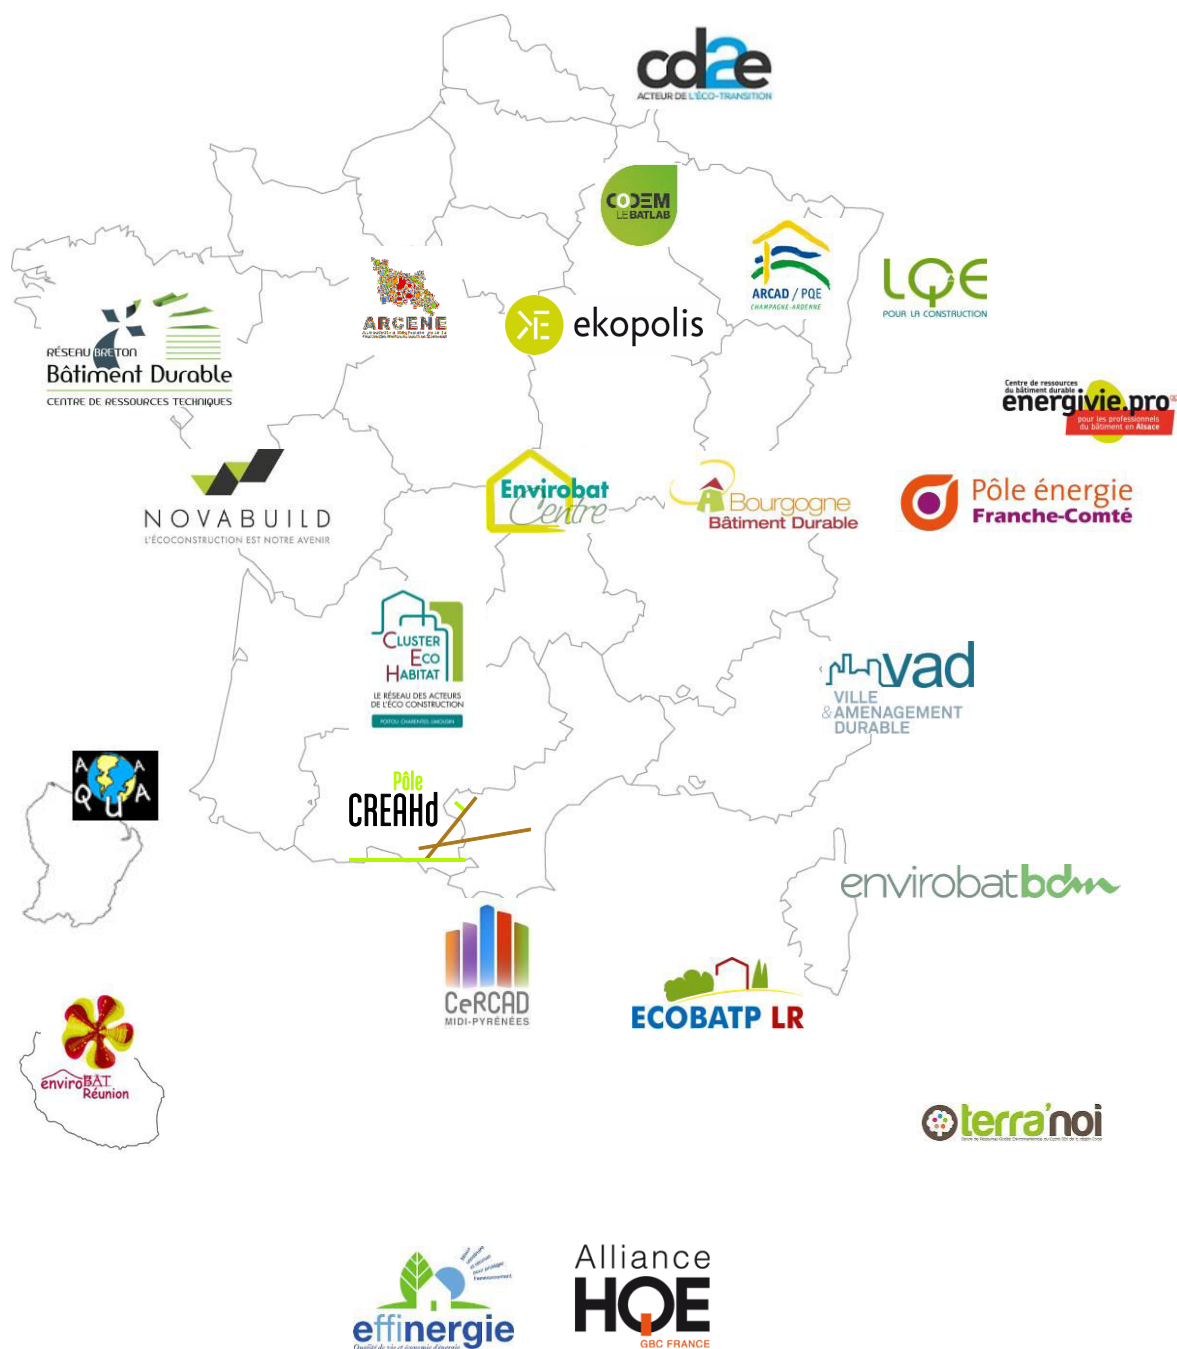 cd2e
ACTEUR DE L'ÉCO-TRANSITION
CODEM
LE BATLAB
ARCAD / PQE
CHAMPAGNE-ARDENNE
LQE
POUR LA CONSTRUCTION
ARCENE
ekopolis
RÉSEAU BRETON
Bâtiment Durable
CENTRE DE RESSOURCES TECHNIQUES
Centre de ressources
du bâtiment durable
energivie.pro
pour les professionnels
du bâtiment en Alsace
NOVABUILD
L'ÉCOCONSTRUCTION EST NOTRE AVENIR
Envirobat
Centre
Bourgogne
Bâtiment Durable
Pôle énergie
Franche-Comté
CLUSTER
ECO
HABITAT
LE RÉSEAU DES ACTEURS
DE L'ÉCO CONSTRUCTION
POITOU CHARENTES LIMOUSIN
vad
VILLE
& AMENAGEMENT
DURABLE
AQUAA
Pôle
CREAHd
envirobatbdm
CeRCAD
MIDI-PYRÉNÉES
ECOBATP LR
enviroBAT
Réunion
terra'noi
effinergie
Alliance
HQE
GBC FRANCE